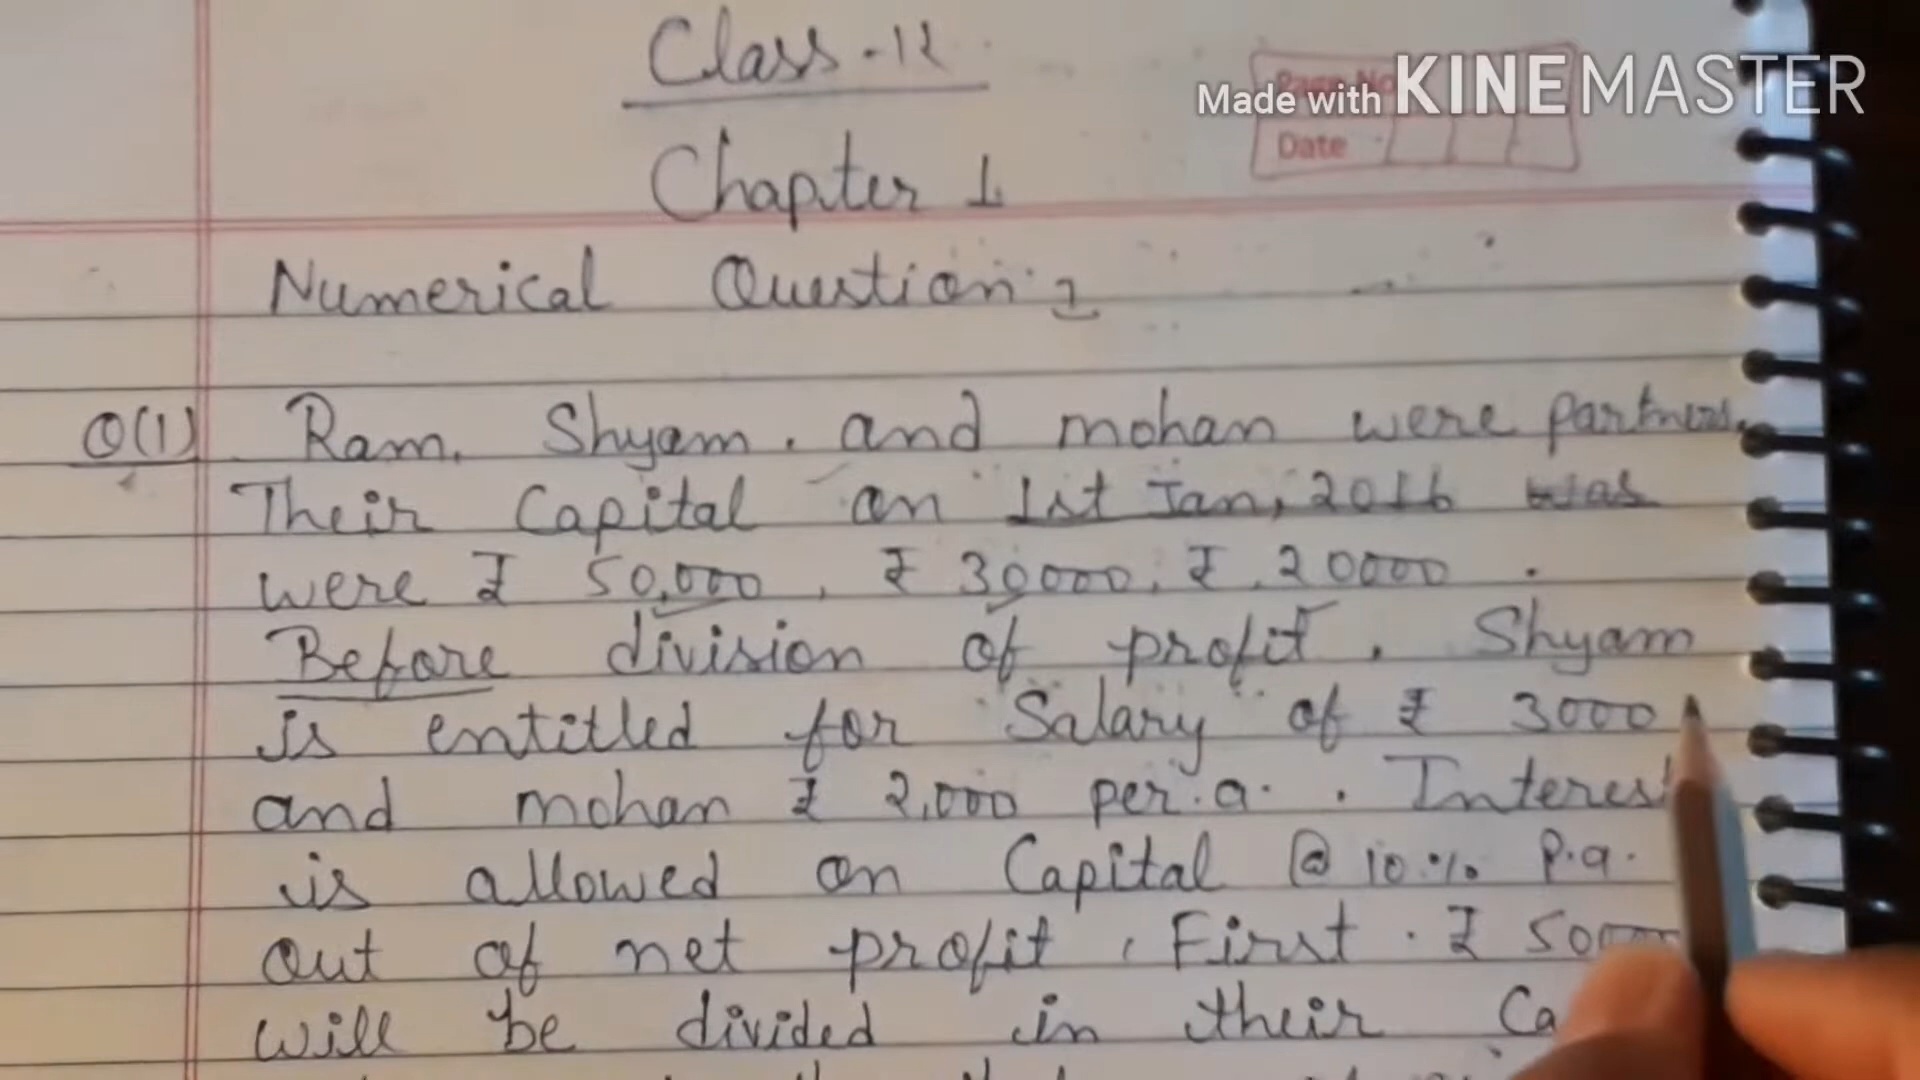 Class-12
Made with KINEMASTER
Date
Chapter 1
Numerical Question :
Q(1) Ram, Shyam, and mohan were partners.
Their Capital on 1st Jan, 2016
were ₹ 50,000, ₹ 30000, ₹ 20000.
Before division of profit, Shyam
is entitled for "Salary" of ₹ 3000
and mohan ₹ 2,000 per.a.. Interest
is allowed on Capital @ 10% p.a.
out of net profit, First ₹
will be divided in their